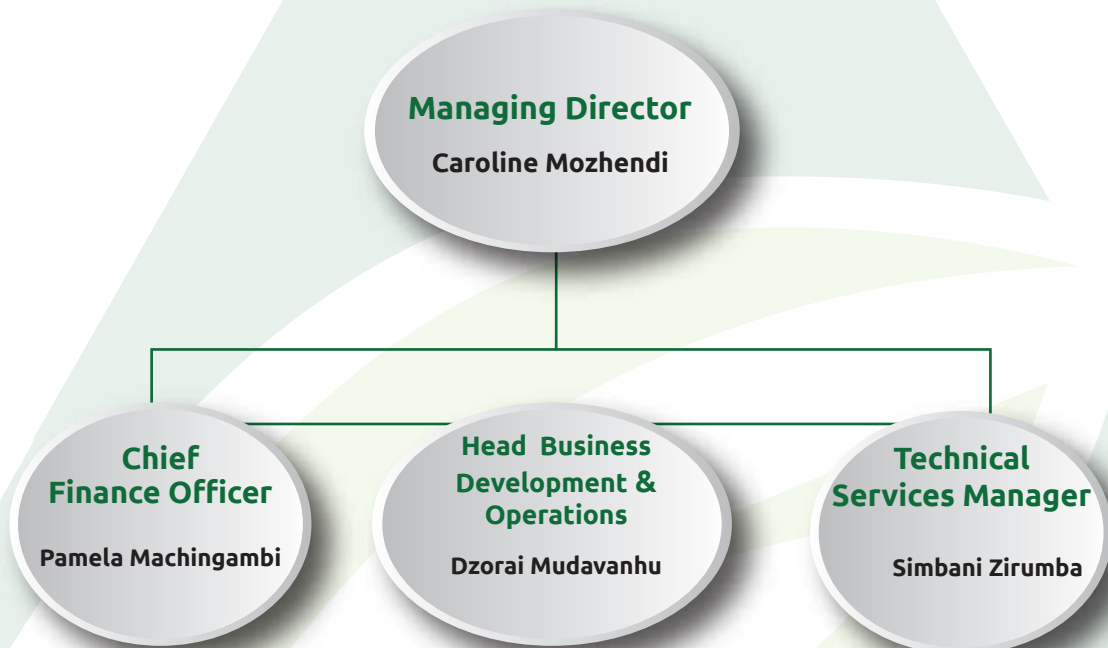 Managing Director
Caroline Mozhendi
Chief
Finance Officer
Pamela Machingambi
Head Business
Development &
Operations
Dzorai Mudavanhu
Technical
Services Manager
Simbani Zirumba